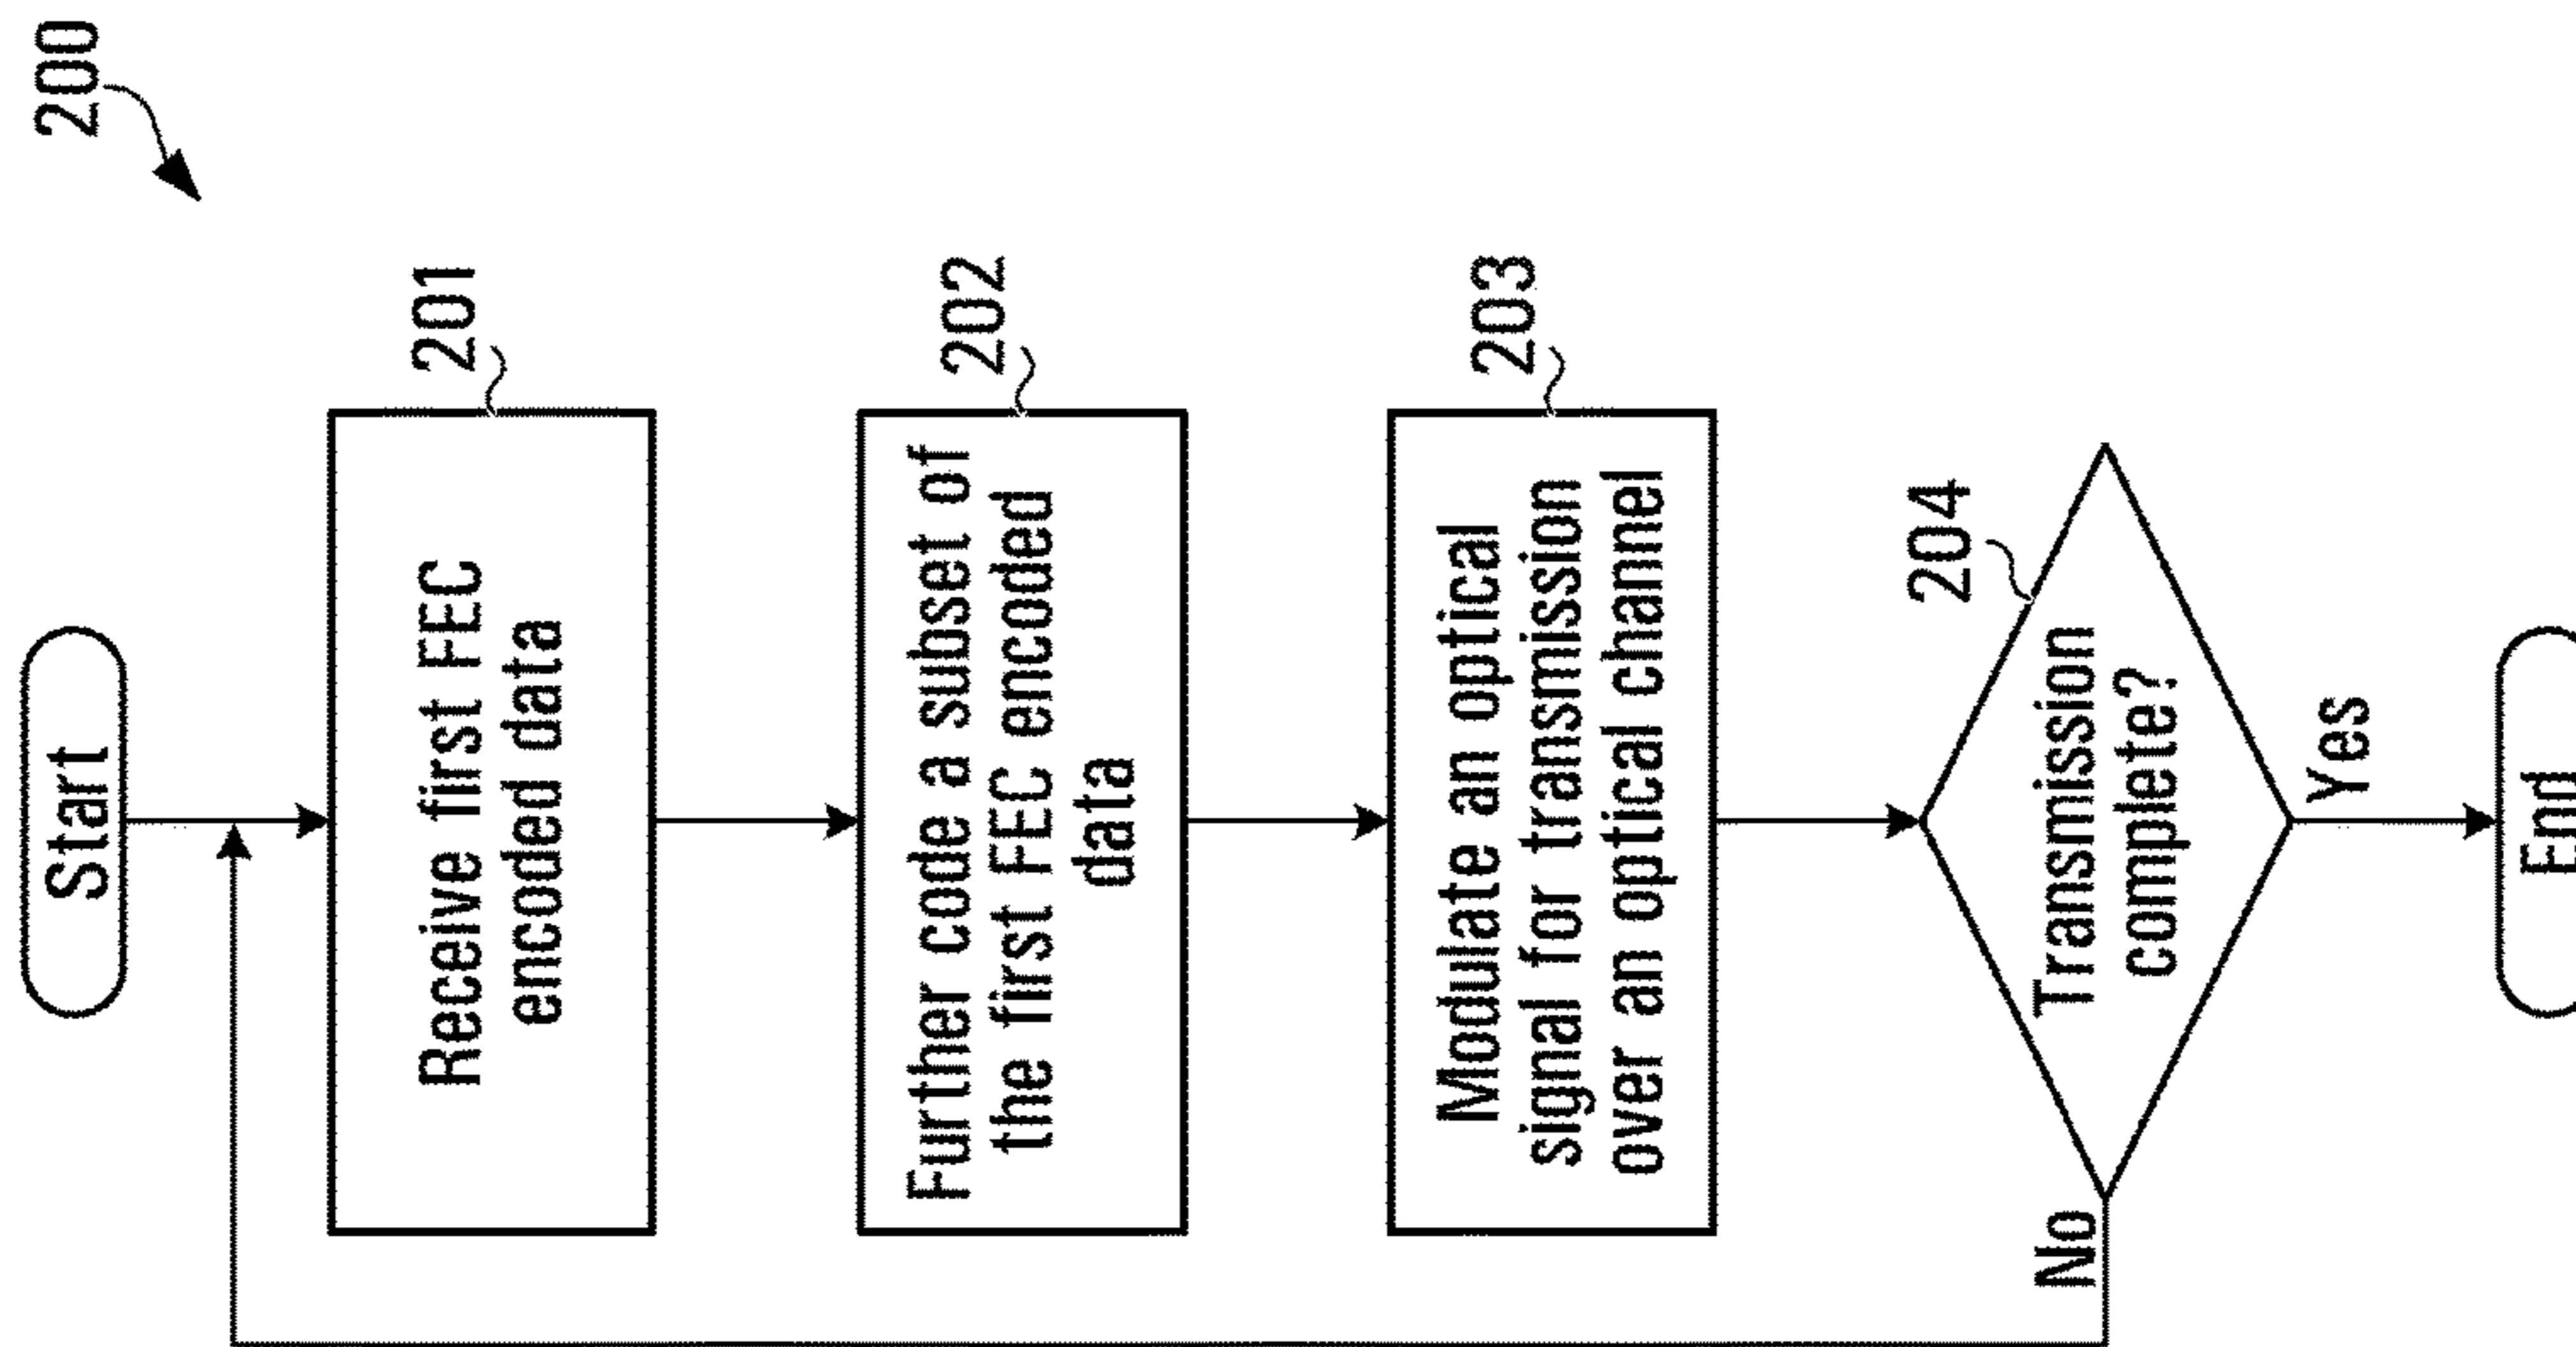 200
Start
201
Receive first FEC
encoded data
202
Further code a subset of
the first FEC encoded
data
203
Modulate an optical
signal for transmission
over an optical channel
204
Transmission
complete?
No
Yes
End